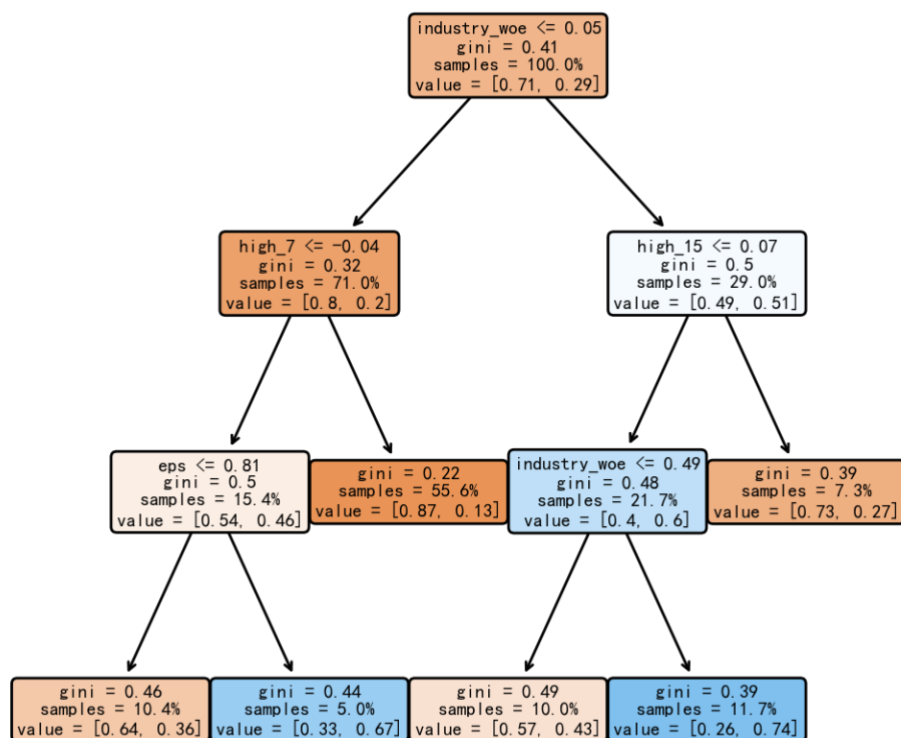 industry_woe <= 0.05
gini = 0.41
samples = 100.0%
value = [0.71, 0.29]
high_7 <= -0.04
gini = 0.32
samples = 71.0%
value = [0.8, 0.2]
high_15 <= 0.07
gini = 0.5
samples = 29.0%
value = [0.49, 0.51]
eps <= 0.81
gini = 0.5
samples = 15.4%
value = [0.54, 0.46]
gini = 0.22
samples = 55.6%
value = [0.87, 0.13]
industry_woe <= 0.49
gini = 0.48
samples = 21.7%
value = [0.4, 0.6]
gini = 0.39
samples = 7.3%
value = [0.73, 0.27]
gini = 0.46
samples = 10.4%
value = [0.64, 0.36]
gini = 0.44
samples = 5.0%
value = [0.33, 0.67]
gini = 0.49
samples = 10.0%
value = [0.57, 0.43]
gini = 0.39
samples = 11.7%
value = [0.26, 0.74]